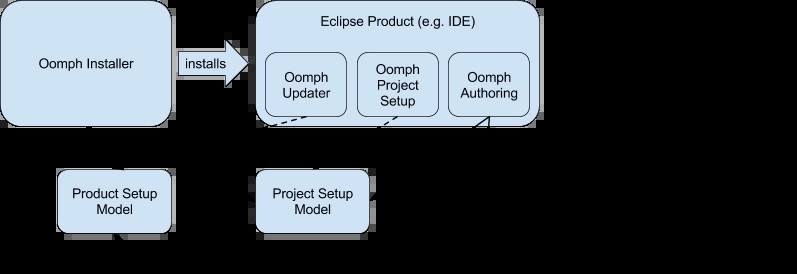 Oomph Installer
installs
Eclipse Product (e.g. IDE)
Oomph
Updater
Oomph
Project
Setup
Oomph
Authoring
Product Setup
Model
Project Setup
Model